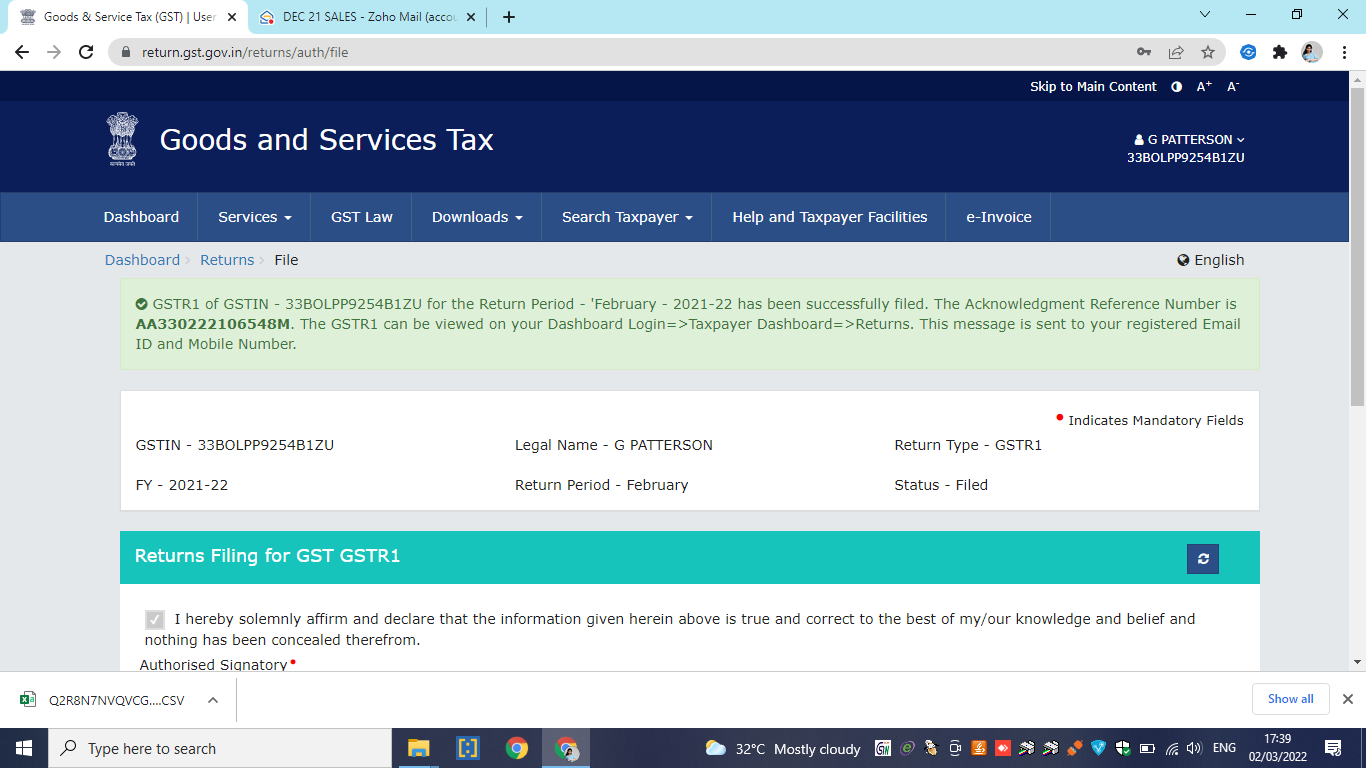 Goods & Service Tax (GST) | User
DEC 21 SALES - Zoho Mail (accou
return.gst.gov.in/returns/auth/file
Skip to Main Content A+ A-
Goods and Services Tax
G PATTERSON
33BOLPP9254B1ZU
Dashboard Services GST Law Downloads Search Taxpayer Help and Taxpayer Facilities e-Invoice
Dashboard Returns File English
GSTR1 of GSTIN - 33BOLPP9254B1ZU for the Return Period - 'February - 2021-22 has been successfully filed. The Acknowledgment Reference Number is
AA330222106548M. The GSTR1 can be viewed on your Dashboard Login=>Taxpayer Dashboard=>Returns. This message is sent to your registered Email
ID and Mobile Number.
• Indicates Mandatory Fields
GSTIN - 33BOLPP9254B1ZU Legal Name - G PATTERSON Return Type - GSTR1
FY - 2021-22 Return Period - February Status - Filed
Returns Filing for GST GSTR1
I hereby solemnly affirm and declare that the information given herein above is true and correct to the best of my/our knowledge and belief and
nothing has been concealed therefrom.
Authorised Signatory•
Q2R8N7NVQVCG....CSV Show all
Type here to search 32°C Mostly cloudy ENG 17:39
02/03/2022